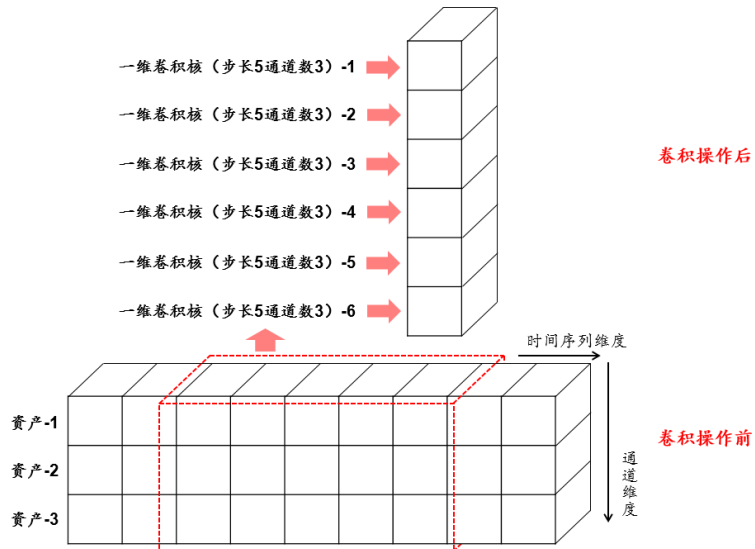 一维卷积核（步长5通道数3）-1
一维卷积核（步长5通道数3）-2
一维卷积核（步长5通道数3）-3
一维卷积核（步长5通道数3）-4
一维卷积核（步长5通道数3）-5
一维卷积核（步长5通道数3）-6
卷积操作后
时间序列维度
资产-1
资产-2
资产-3
卷积操作前
通道维度